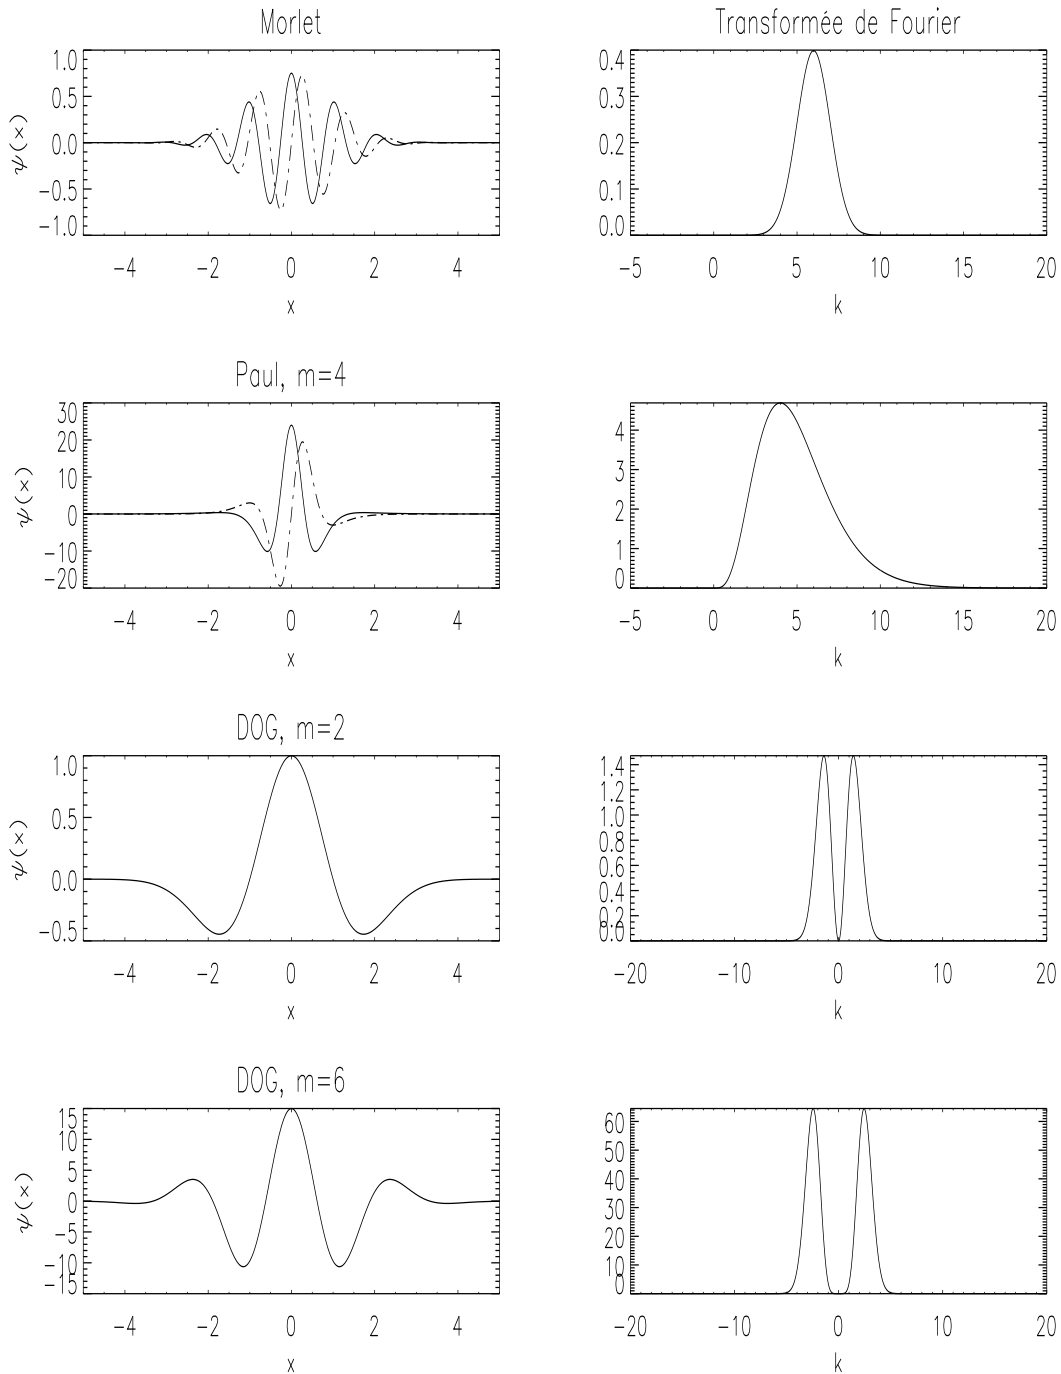 Morlet
Transformée de Fourier
1.0
0.5
0.0
−0.5
−1.0
ψ(x)
−4 −2 0 2 4
x
0.4
0.3
0.2
0.1
0.0
−5 0 5 10 15 20
k
Paul, m=4
30
20
10
0
−10
−20
ψ(x)
−4 −2 0 2 4
x
4
3
2
1
0
−5 0 5 10 15 20
k
DOG, m=2
1.0
0.5
0.0
−0.5
ψ(x)
−4 −2 0 2 4
x
1.4
1.2
1.0
0.8
0.6
0.4
0.2
0.0
−20 −10 0 10 20
k
DOG, m=6
15
10
5
0
−5
−10
−15
ψ(x)
−4 −2 0 2 4
x
60
50
40
30
20
10
0
−20 −10 0 10 20
k